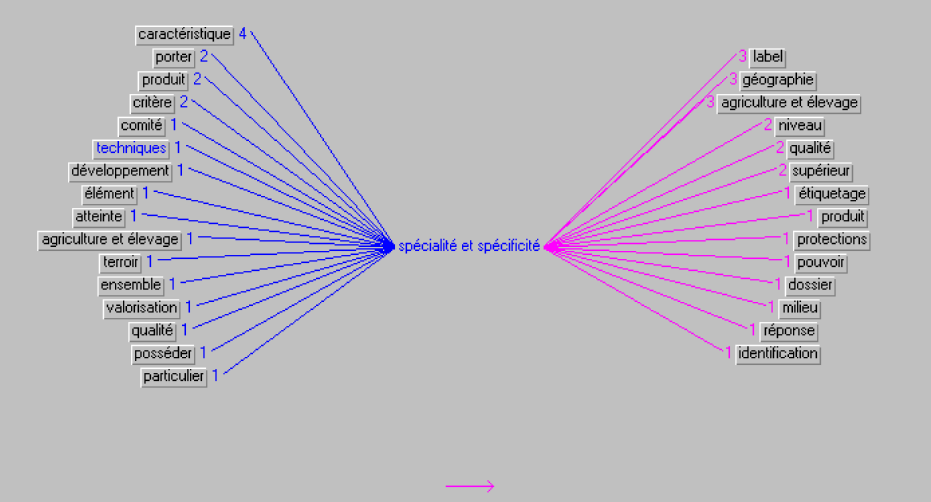 caractéristique 4
porter 2
produit 2
critère 2
comité 1
techniques 1
développement 1
élément 1
atteinte 1
agriculture et élevage 1
terroir 1
ensemble 1
valorisation 1
qualité 1
posséder 1
particulier 1
spécialité et spécificité
3 label
3 géographie
3 agriculture et élevage
2 niveau
2 qualité
2 supérieur
1 étiquetage
1 produit
1 protections
1 pouvoir
1 dossier
1 milieu
1 réponse
1 identification